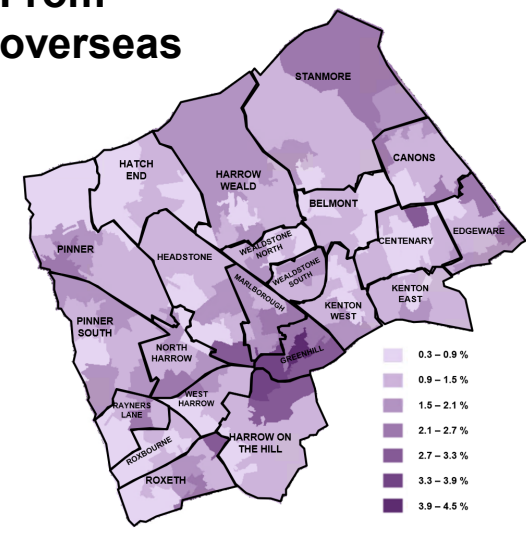 From
overseas
STANMORE
CANONS
HATCH
END
HARROW
WEALD
BELMONT
EDGEWARE
CENTENARY
PINNER
HEADSTONE
WEALDSTONE
NORTH
WEALDSTONE
SOUTH
MARLBOROUGH
KENTON
EAST
KENTON
WEST
PINNER
SOUTH
NORTH
HARROW
GREENHILL
WEST
HARROW
RAYNERS
LANE
ROXBOURNE
HARROW ON
THE HILL
ROXETH
0.3 – 0.9 %
0.9 – 1.5 %
1.5 – 2.1 %
2.1 – 2.7 %
2.7 – 3.3 %
3.3 – 3.9 %
3.9 – 4.5 %